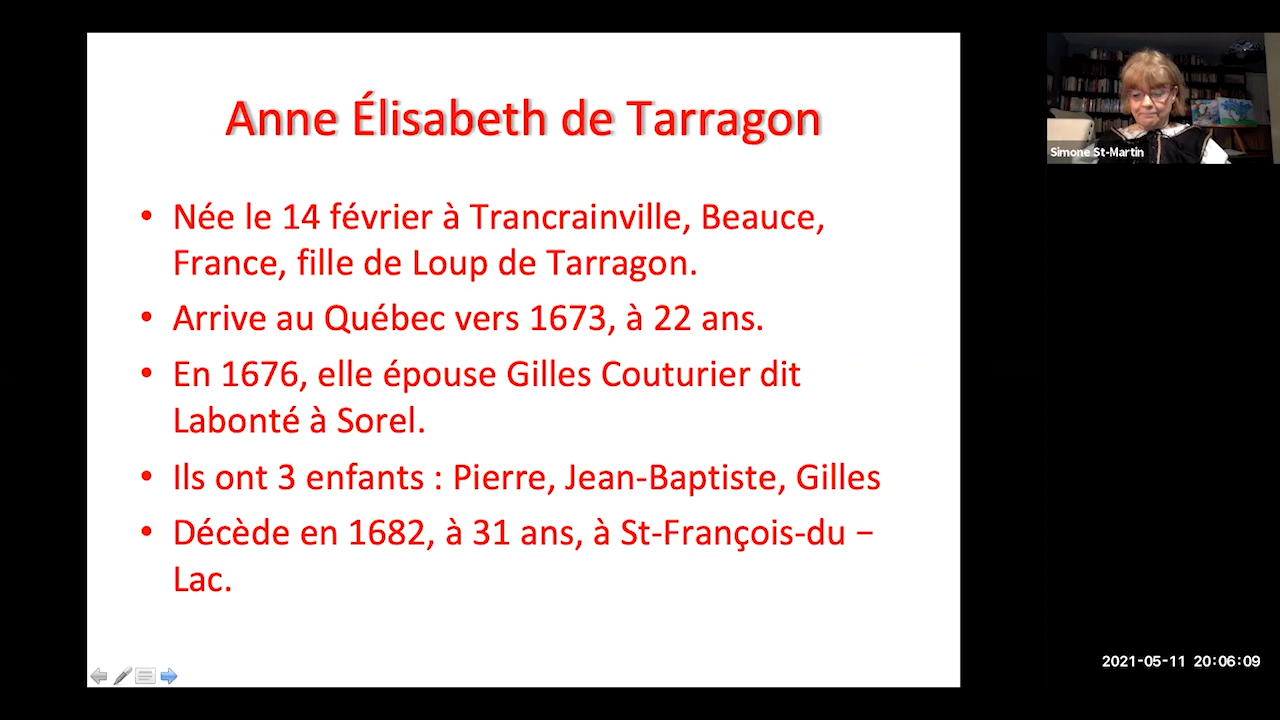 Anne Élisabeth de Tarragon
• Née le 14 février à Trancrainville, Beauce,
France, fille de Loup de Tarragon.
• Arrive au Québec vers 1673, à 22 ans.
• En 1676, elle épouse Gilles Couturier dit
Labonté à Sorel.
• Ils ont 3 enfants : Pierre, Jean-Baptiste, Gilles
• Décède en 1682, à 31 ans, à St-François-du –
Lac.
Simone St-Martin
2021-05-11 20:06:09